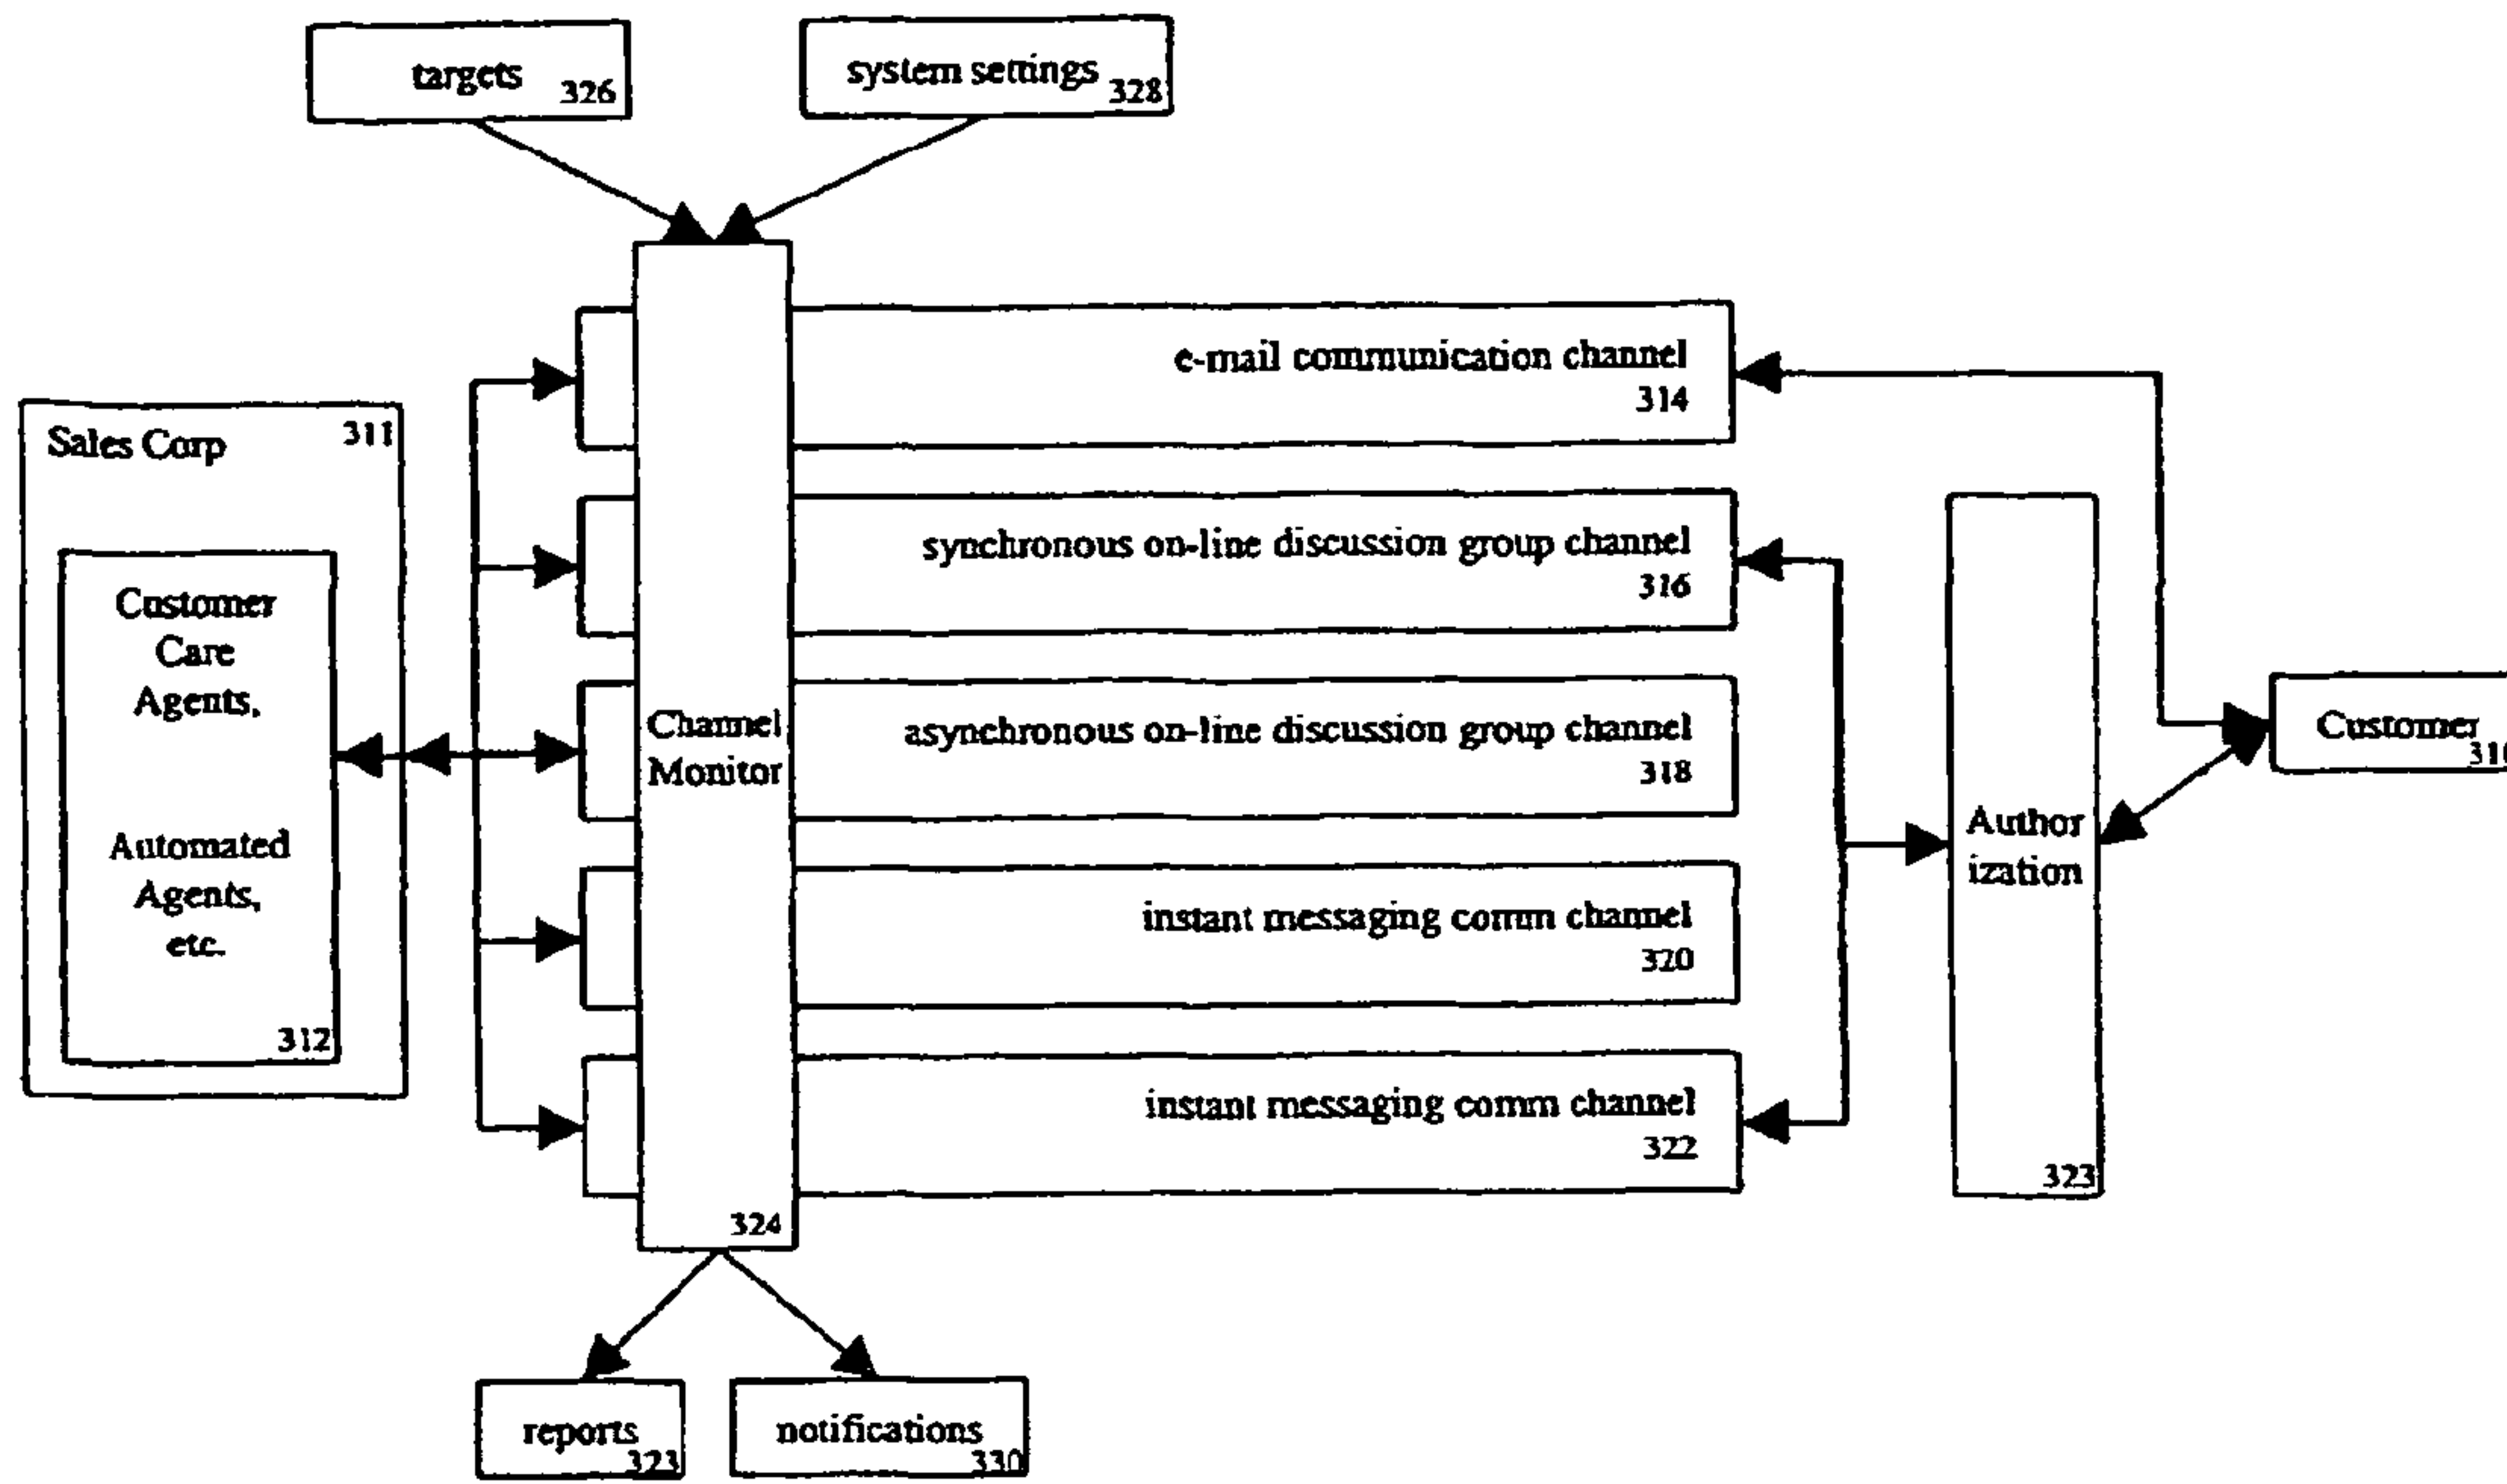 targets
326
system settings
328
e-mail communication channel
314
Sales Corp
311
synchronous on-line discussion group channel
316
Customer
Care
Agents,
Automated
Agents,
etc.
312
Channel
Monitor
asynchronous on-line discussion group channel
318
Customer
Author
ization
323
instant messaging comm channel
320
instant messaging comm channel
322
324
reports
323
notifications
330